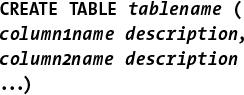 CREATE TABLE tablename (
column1name description,
column2name description
...)